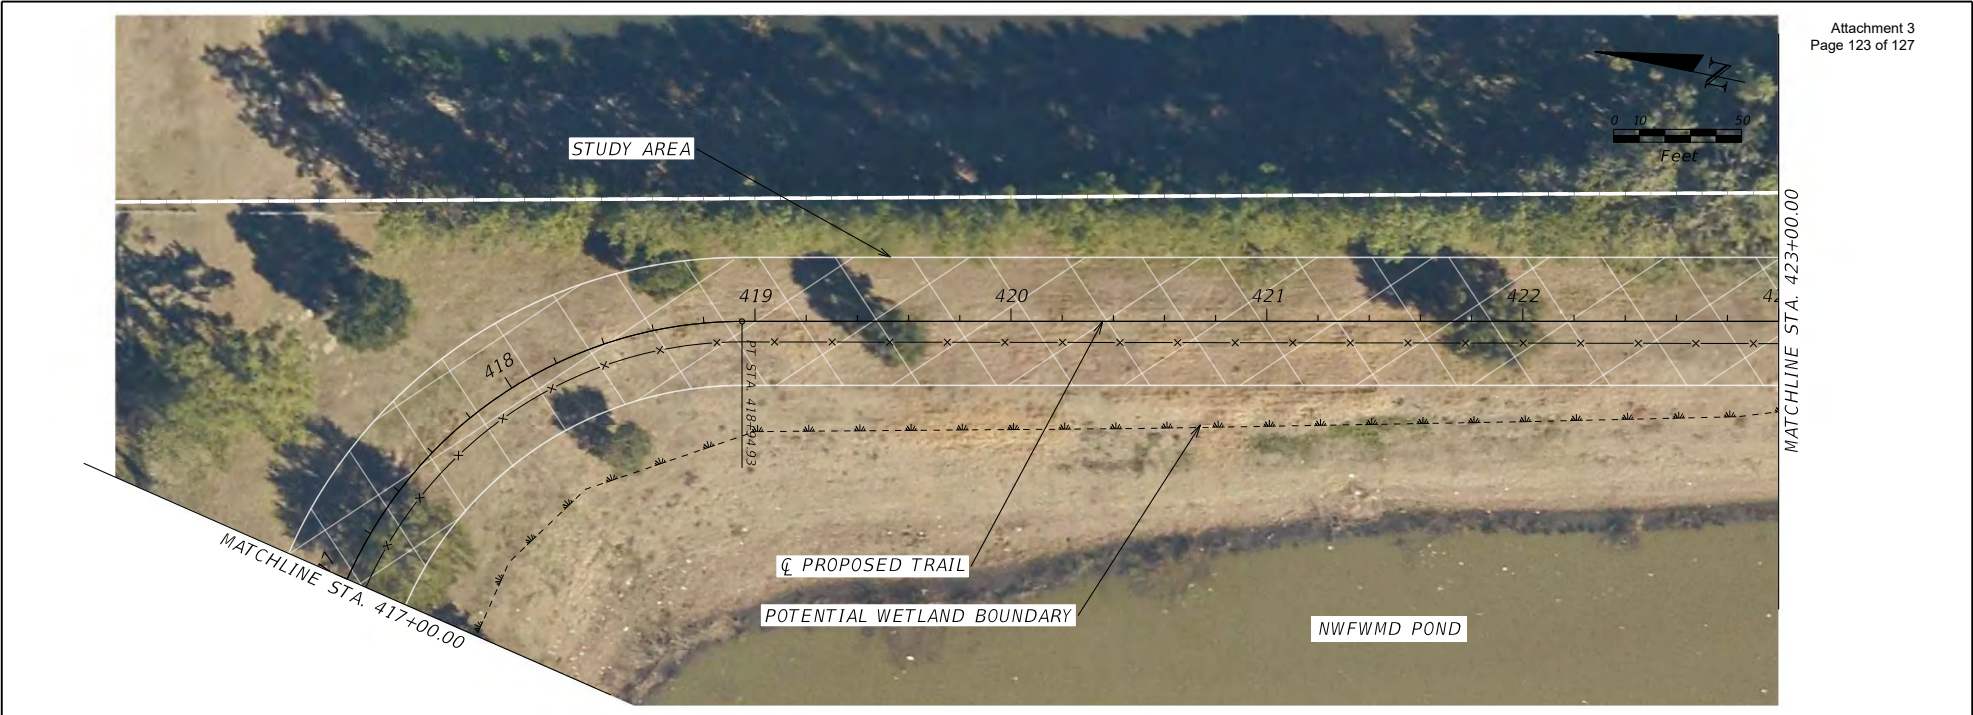 Attachment 3
Page 123 of 127
N
0 10 50
Feet
STUDY AREA
419 420 421 422
418
PT STA. 418+94.93
MATCHLINE STA. 423+00.00
℄ PROPOSED TRAIL
POTENTIAL WETLAND BOUNDARY
NWFWMD POND
MATCHLINE STA. 417+00.00